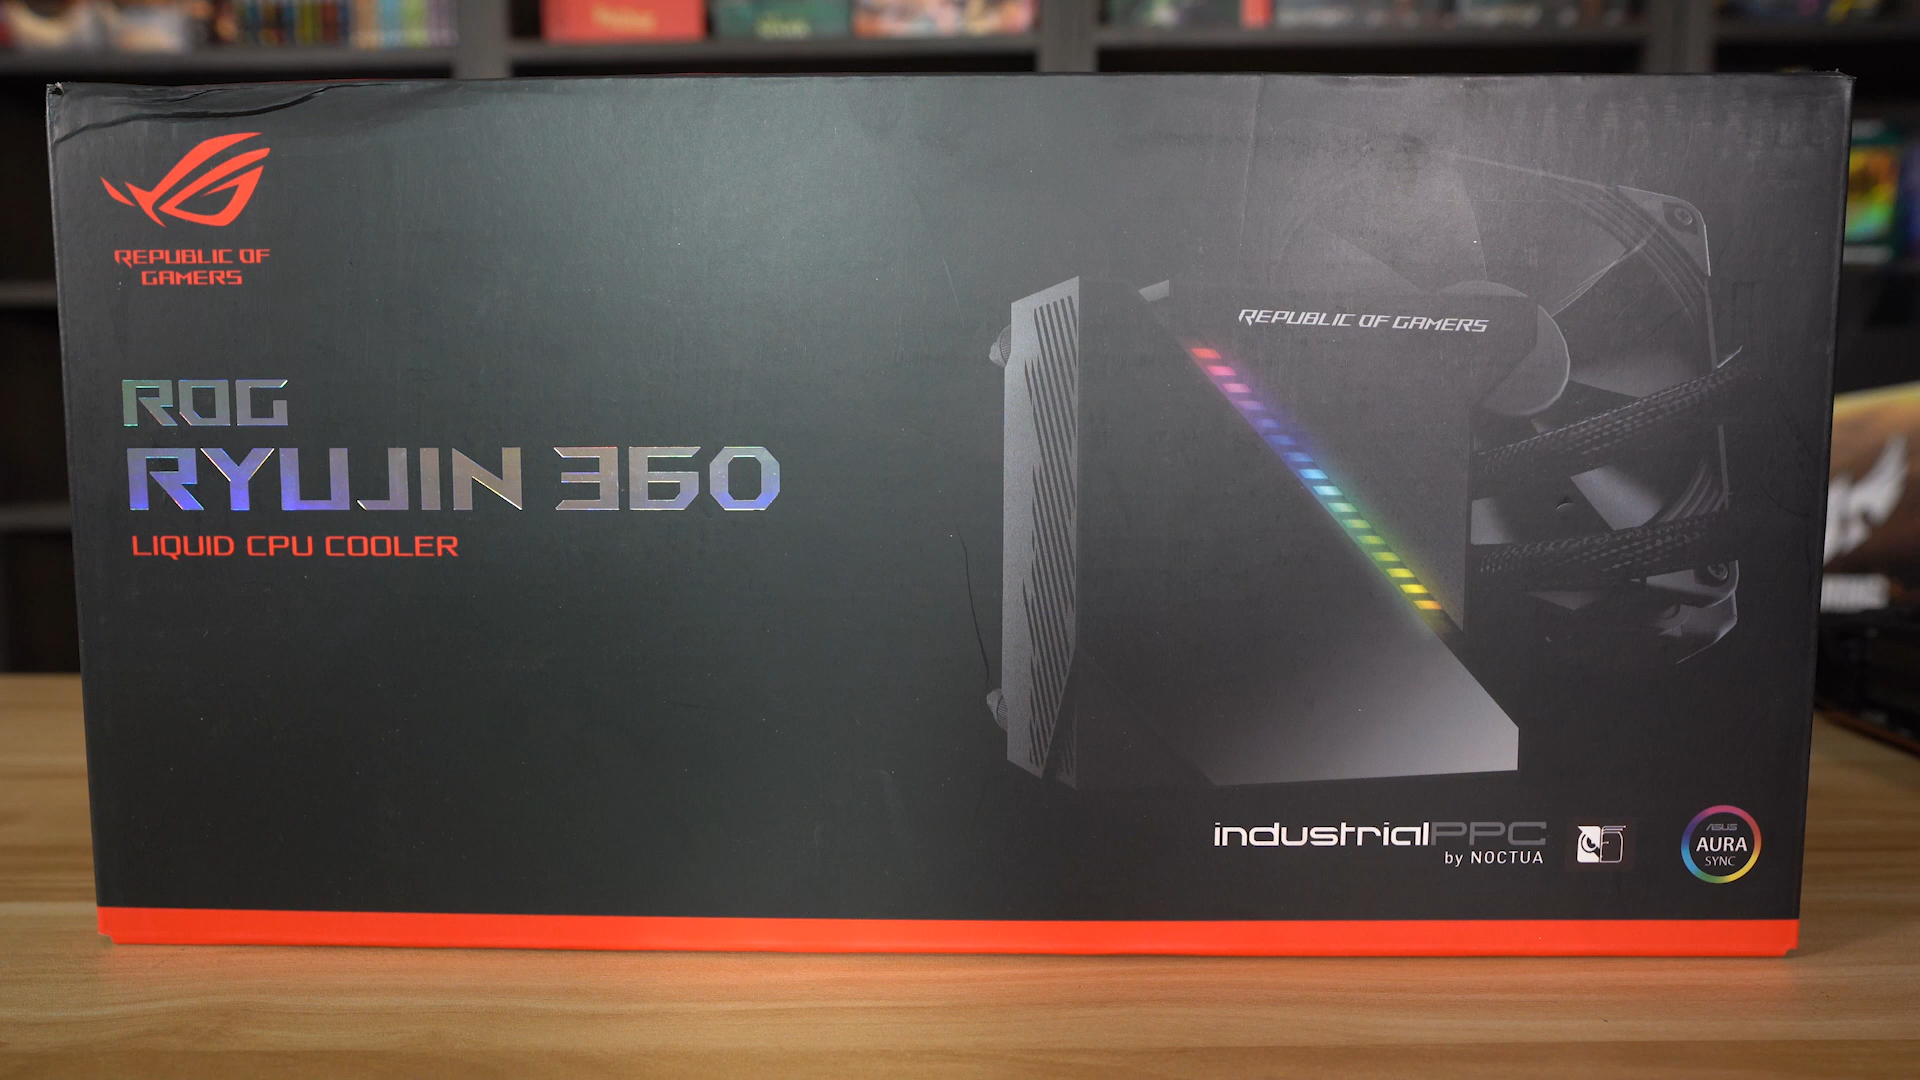 REPUBLIC OF
GAMERS
ROG
RYUJIN 360
LIQUID CPU COOLER
REPUBLIC OF GAMERS
industrialPPC
by NOCTUA
ASUS
AURA
SYNC